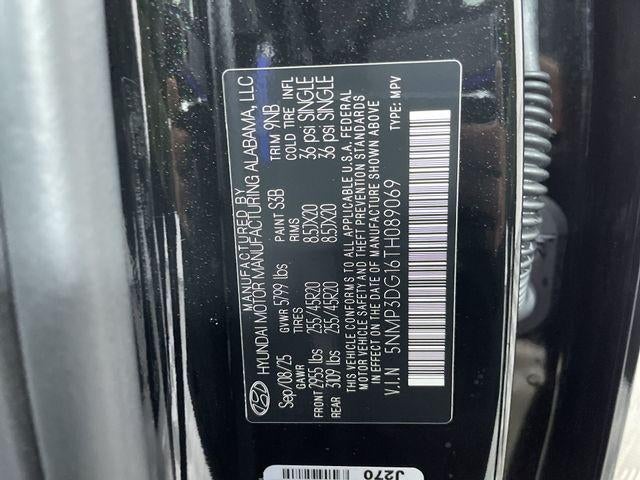 MANUFACTURED BY
HYUNDAI MOTOR MANUFACTURING ALABAMA, LLC
Sep/08/25 GVWR 5799 lbs PAINT S3B TRIM 9NB
GAWR TIRES RIMS COLD TIRE INFL
FRONT 2955 lbs 255/45R20 8.5JX20 36 psi SINGLE
REAR 3109 lbs 255/45R20 8.5JX20 36 psi SINGLE
THIS VEHICLE CONFORMS TO ALL APPLICABLE U.S.A. FEDERAL
MOTOR VEHICLE SAFETY AND THEFT PREVENTION STANDARDS
IN EFFECT ON THE DATE OF MANUFACTURE SHOWN ABOVE
V.I.N 5NMP3DG16TH089069 TYPE: MPV
J270